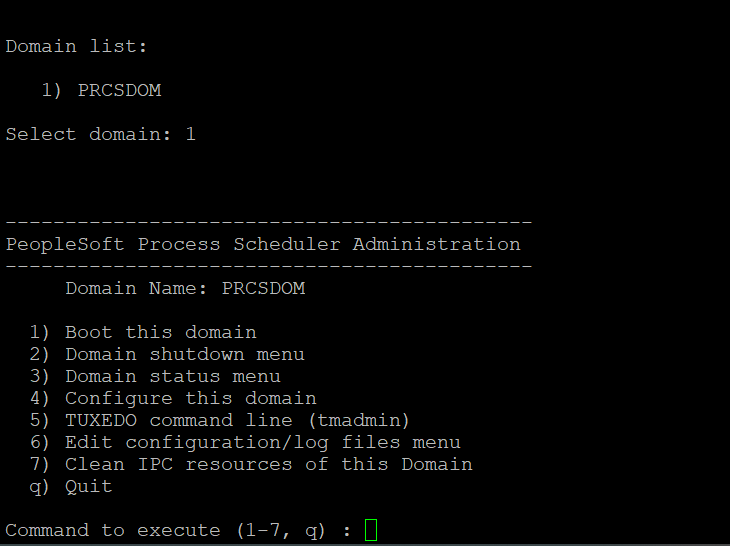 Domain list:
1) PRCSDOM
Select domain: 1
--------------------------------------------
PeopleSoft Process Scheduler Administration
--------------------------------------------
Domain Name: PRCSDOM
1) Boot this domain
2) Domain shutdown menu
3) Domain status menu
4) Configure this domain
5) TUXEDO command line (tmadmin)
6) Edit configuration/log files menu
7) Clean IPC resources of this Domain
q) Quit
Command to execute (1-7, q) :